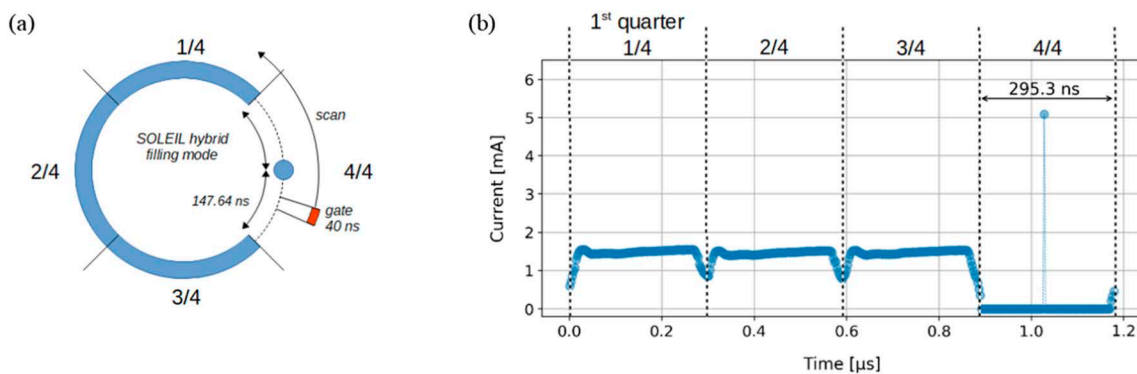 (a)
1/4
scan
SOLEIL hybrid
filling mode
2/4
4/4
147.64 ns
gate
40 ns
3/4
(b)
1st quarter
1/4 2/4 3/4 4/4
295.3 ns
Current [mA]
6
5
4
3
2
1
0
0.0 0.2 0.4 0.6 0.8 1.0 1.2
Time [µs]